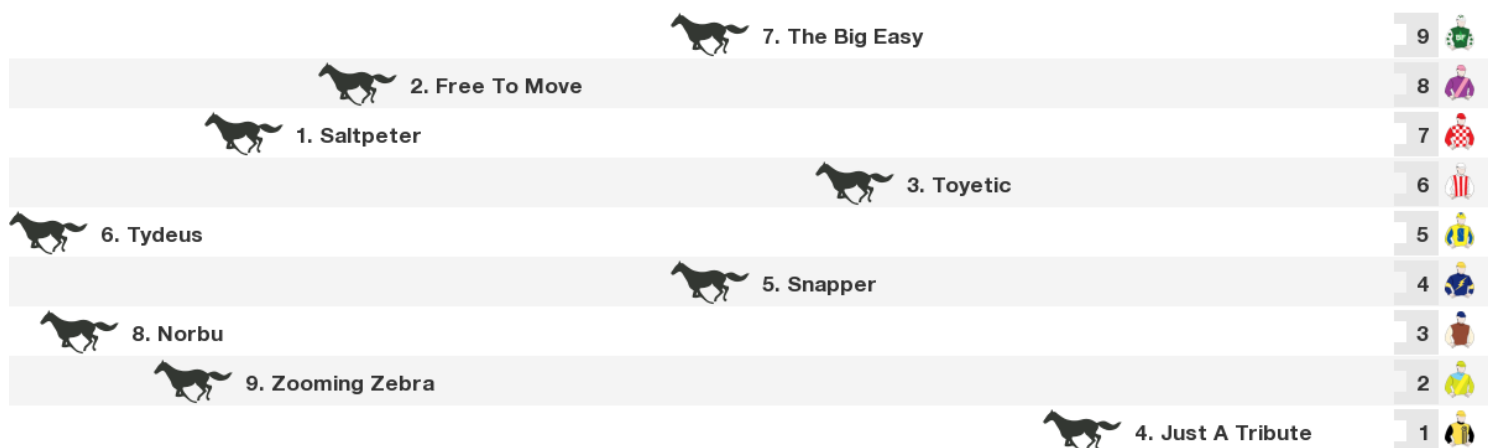 7. The Big Easy 9
2. Free To Move 8
1. Saltpeter 7
3. Toyetic 6
6. Tydeus 5
5. Snapper 4
8. Norbu 3
9. Zooming Zebra 2
4. Just A Tribute 1